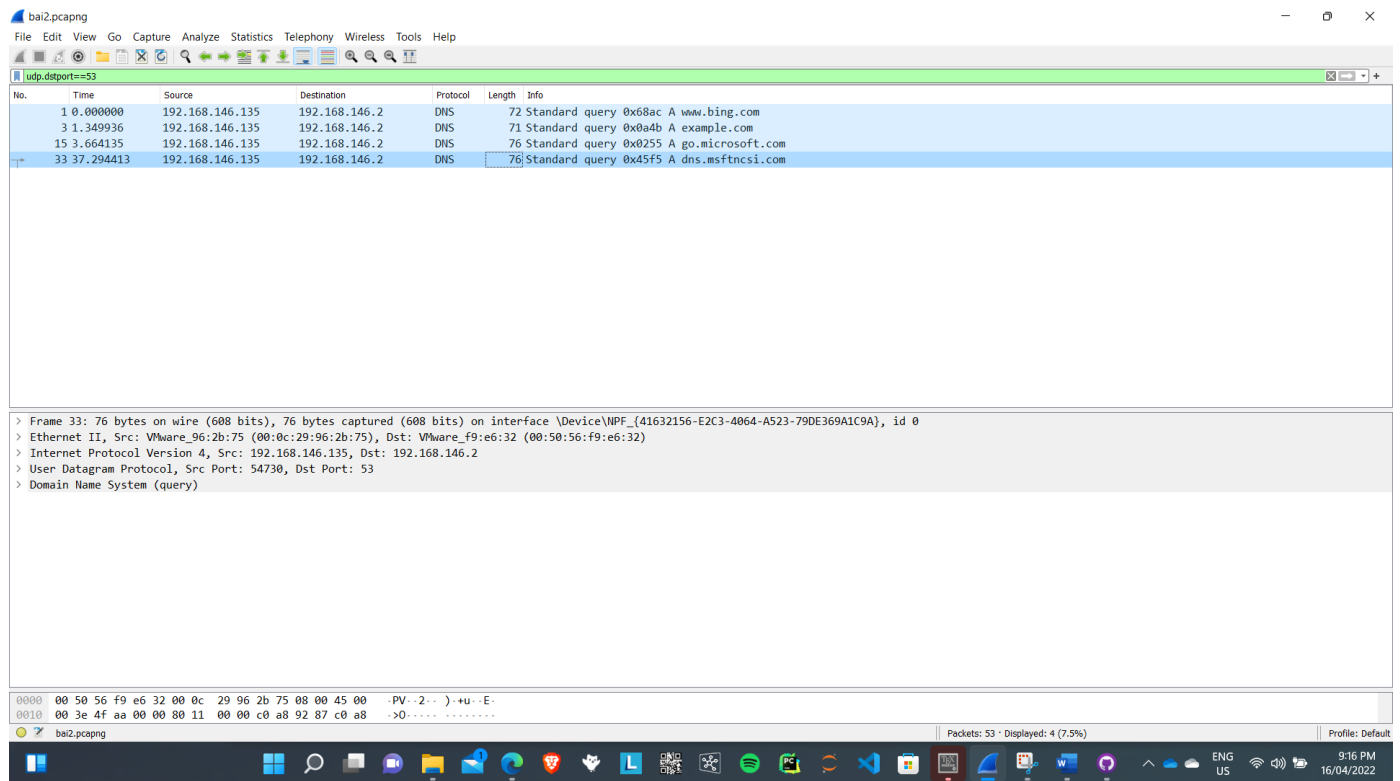 bai2.pcapng
File Edit View Go Capture Analyze Statistics Telephony Wireless Tools Help
udp.dstport==53
No. Time Source Destination Protocol Length Info
1 0.000000 192.168.146.135 192.168.146.2 DNS 72 Standard query 0x68ac A www.bing.com
3 1.349936 192.168.146.135 192.168.146.2 DNS 71 Standard query 0x0a4b A example.com
15 3.664135 192.168.146.135 192.168.146.2 DNS 76 Standard query 0x0255 A go.microsoft.com
33 37.294413 192.168.146.135 192.168.146.2 DNS 76 Standard query 0x45f5 A dns.msftncsi.com
> Frame 33: 76 bytes on wire (608 bits), 76 bytes captured (608 bits) on interface \Device\NPF_{41632156-E2C3-4064-A523-79DE369A1C9A}, id 0
> Ethernet II, Src: VMware_96:2b:75 (00:0c:29:96:2b:75), Dst: VMware_f9:e6:32 (00:50:56:f9:e6:32)
> Internet Protocol Version 4, Src: 192.168.146.135, Dst: 192.168.146.2
> User Datagram Protocol, Src Port: 54730, Dst Port: 53
> Domain Name System (query)
0000 00 50 56 f9 e6 32 00 0c 29 96 2b 75 08 00 45 00 ·PV··2·· )·+u··E·
0010 00 3e 4f aa 00 00 80 11 00 00 c0 a8 92 87 c0 a8 ·>O····· ········
bai2.pcapng Packets: 53 · Displayed: 4 (7.5%) Profile: Default
ENG
US
9:16 PM
16/04/2022